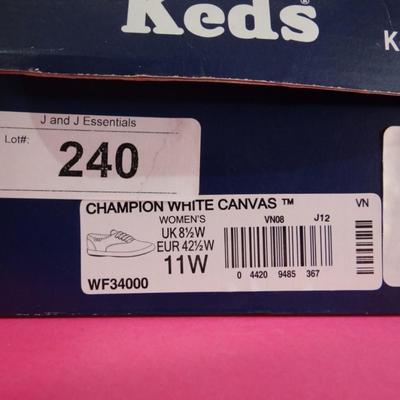 Keds®
K
J and J Essentials
Lot#:
240
CHAMPION WHITE CANVAS ™
VN
WOMEN'S
VN08
J12
UK 8½W
EUR 42½W
11W
WF34000
0 4420 9485 367